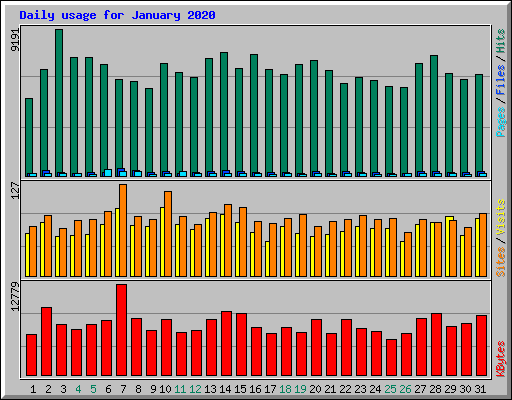 Daily usage for January 2020
9191
Pages / Files / Hits
127
Sites / Visits
12779
KBytes
1 2 3 4 5 6 7 8 9 10 11 12 13 14 15 16 17 18 19 20 21 22 23 24 25 26 27 28 29 30 31